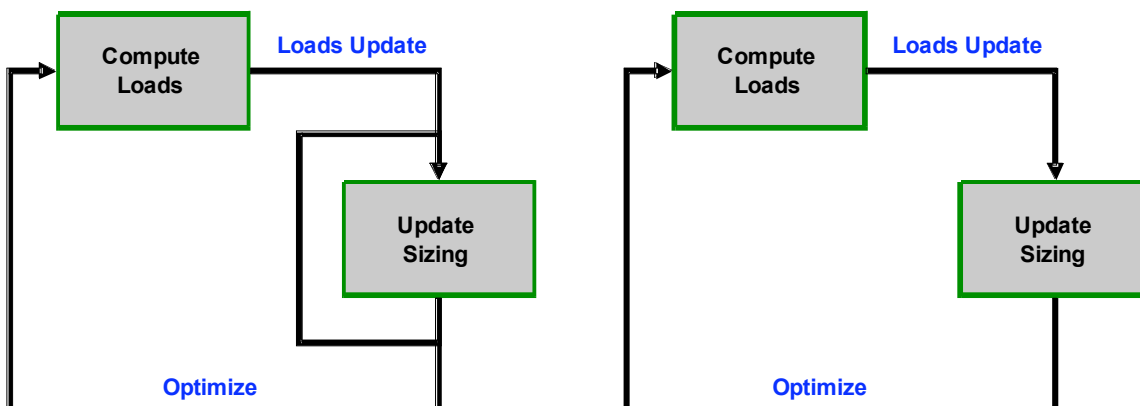 Compute
Loads
Loads Update
Update
Sizing
Optimize
Compute
Loads
Loads Update
Update
Sizing
Optimize